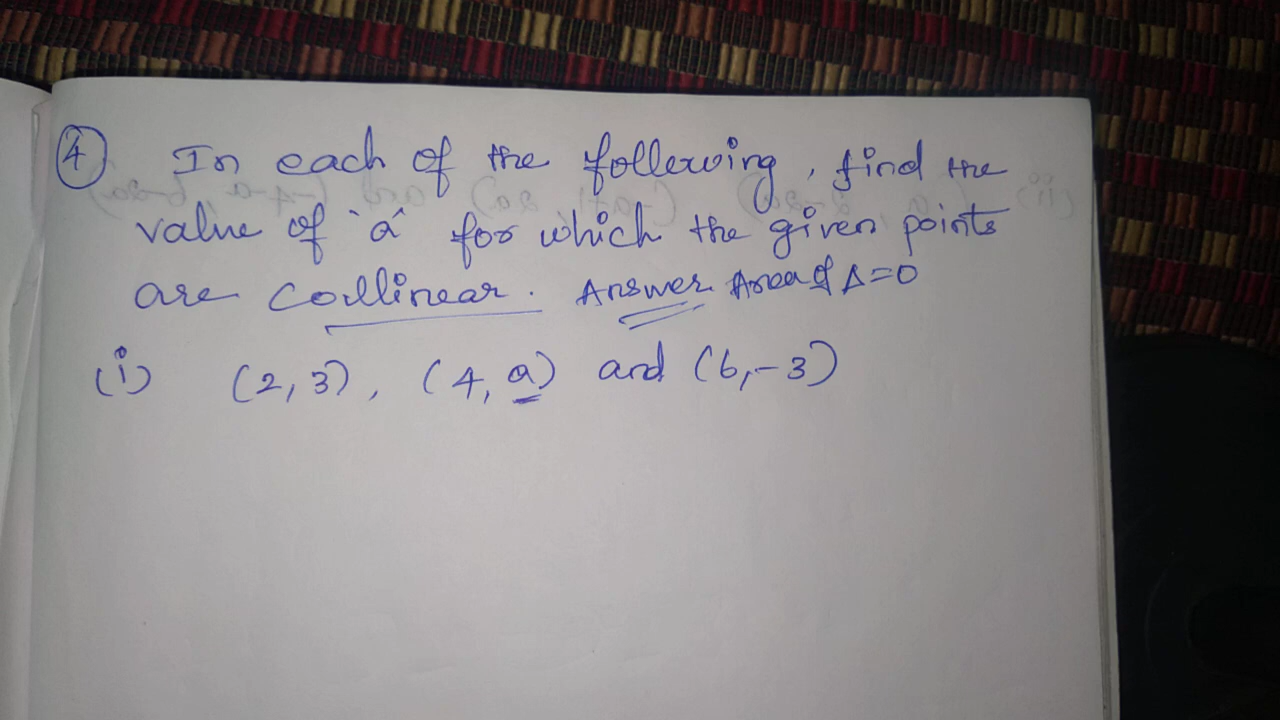 4 In each of the following, find the
value of 'a' for which the given points
are collinear. Answer Area of Δ=0
(i) (2,3), (4,a) and (6,-3)